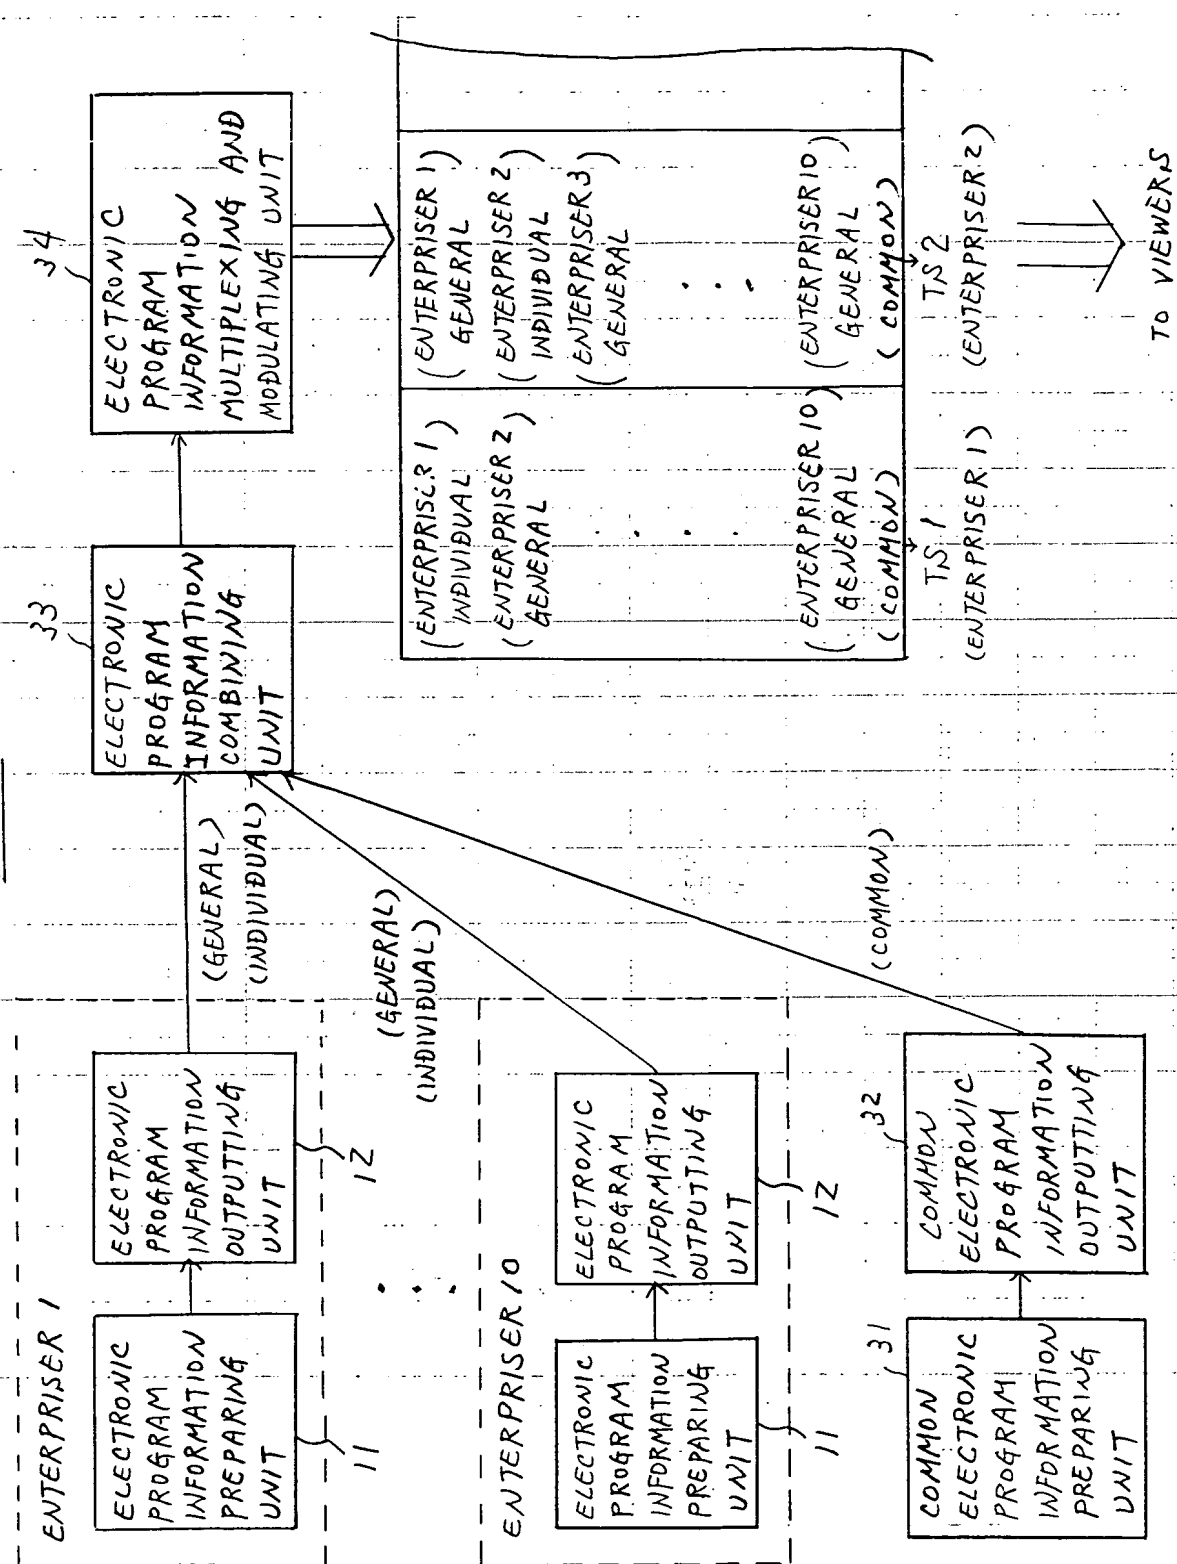 ENTERPRISER 1
ELECTRONIC
PROGRAM
INFORMATION
PREPARING
UNIT
11
ELECTRONIC
PROGRAM
INFORMATION
OUTPUTTING
UNIT
12
(GENERAL)
(INDIVIDUAL)
ENTERPRISER 10
ELECTRONIC
PROGRAM
INFORMATION
PREPARING
UNIT
11
ELECTRONIC
PROGRAM
INFORMATION
OUTPUTTING
UNIT
12
(GENERAL)
(INDIVIDUAL)
31
COMMON
ELECTRONIC
PROGRAM
INFORMATION
PREPARING
UNIT
32
COMMON
ELECTRONIC
PROGRAM
INFORMATION
OUTPUTTING
UNIT
(COMMON)
33
ELECTRONIC
PROGRAM
INFORMATION
COMBINING
UNIT
34
ELECTRONIC
PROGRAM
INFORMATION
MULTIPLEXING AND
MODULATING UNIT
(ENTERPRISER 1)
INDIVIDUAL
(ENTERPRISER 2)
GENERAL
(ENTERPRISER 10)
GENERAL
(COMMON)
TS 1
(ENTERPRISER 1)
(ENTERPRISER 1)
GENERAL
(ENTERPRISER 2)
INDIVIDUAL
(ENTERPRISER 3)
GENERAL
(ENTERPRISER 10)
GENERAL
(COMMON)
TS 2
(ENTERPRISER 2)
TO VIEWERS